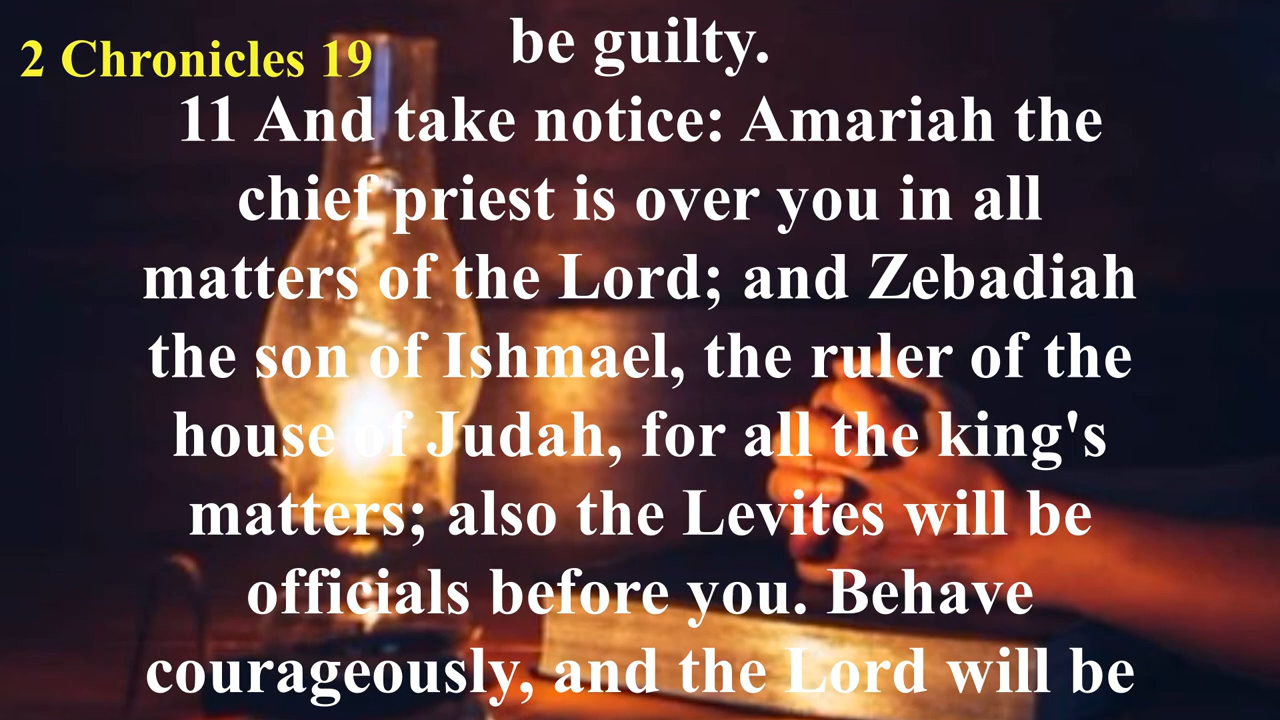 2 Chronicles 19
be guilty.
11 And take notice: Amariah the
chief priest is over you in all
matters of the Lord; and Zebadiah
the son of Ishmael, the ruler of the
house of Judah, for all the king's
matters; also the Levites will be
officials before you. Behave
courageously, and the Lord will be